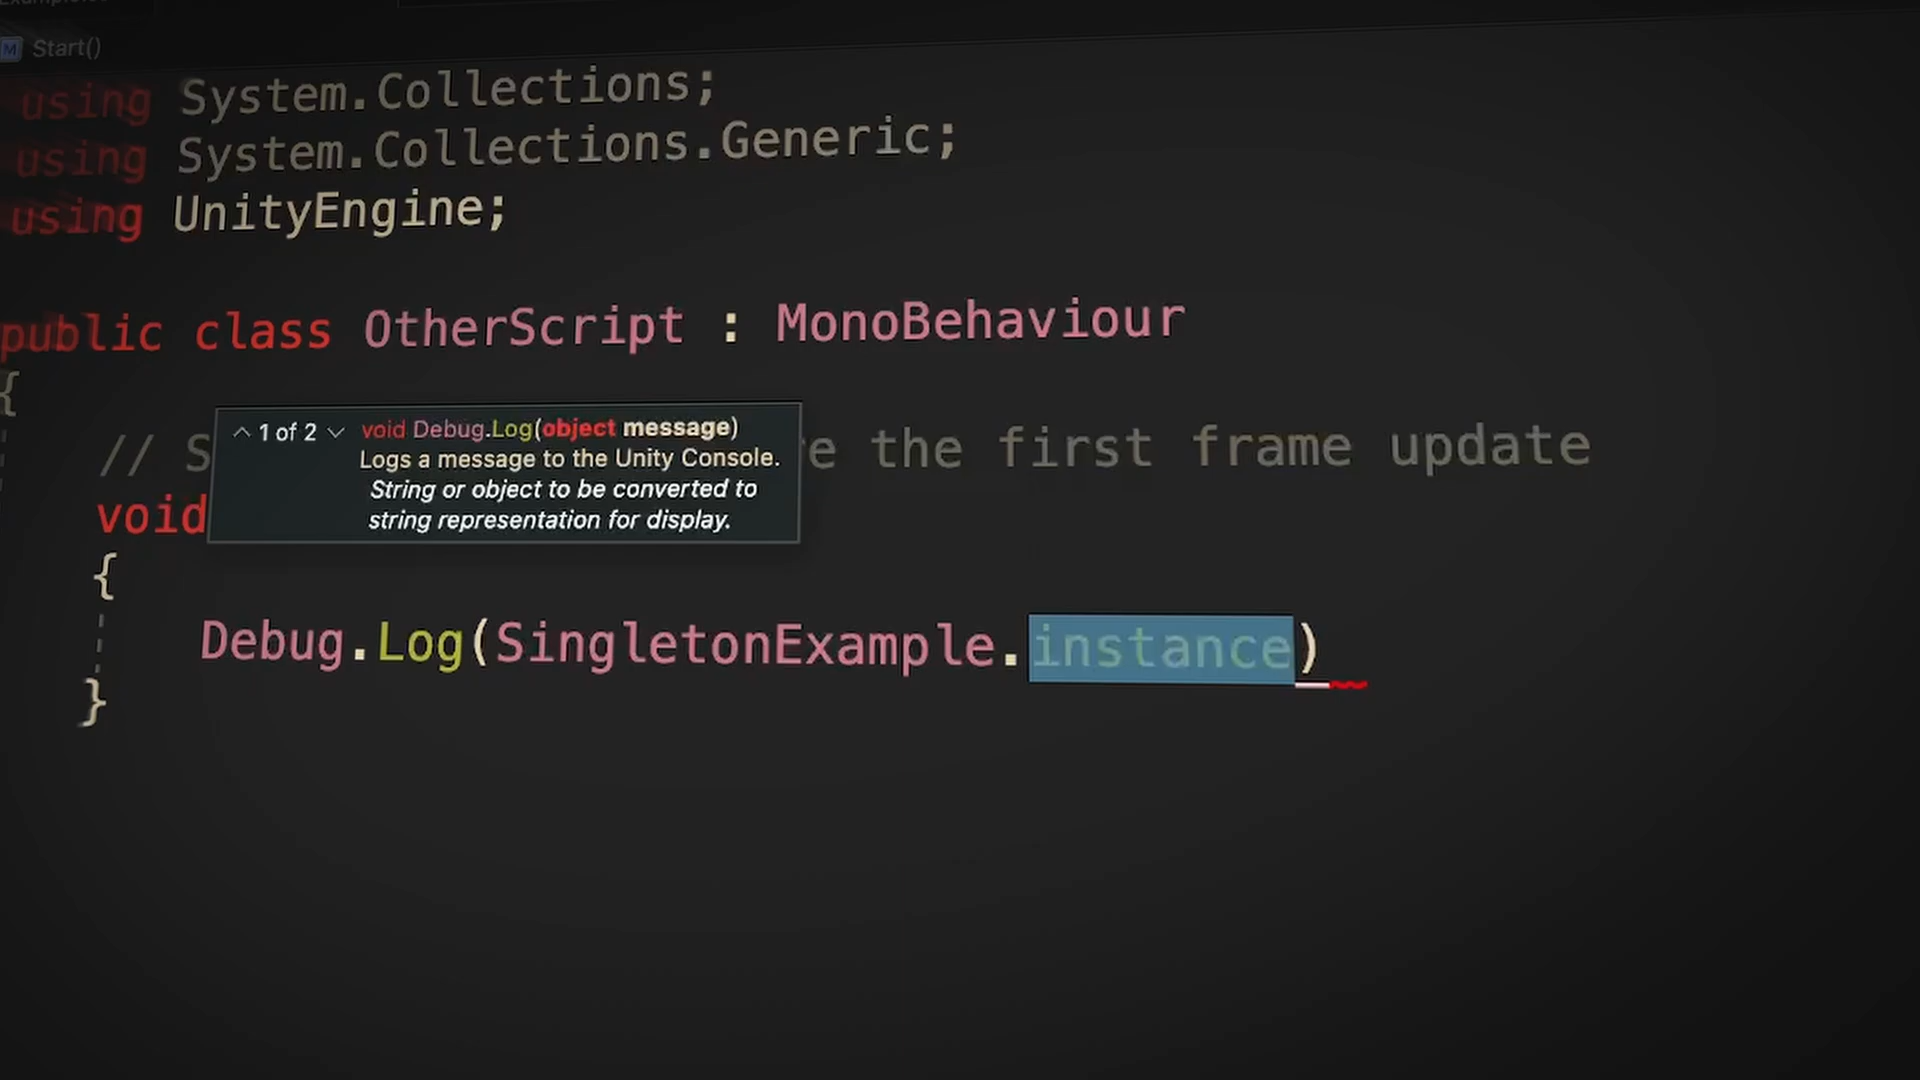 M Start()
using System.Collections;
using System.Collections.Generic;
using UnityEngine;
public class OtherScript : MonoBehaviour
{
1 of 2 void Debug.Log(object message)
Logs a message to the Unity Console.
String or object to be converted to
string representation for display.
// S the first frame update
void
{
Debug.Log(SingletonExample.instance)
}